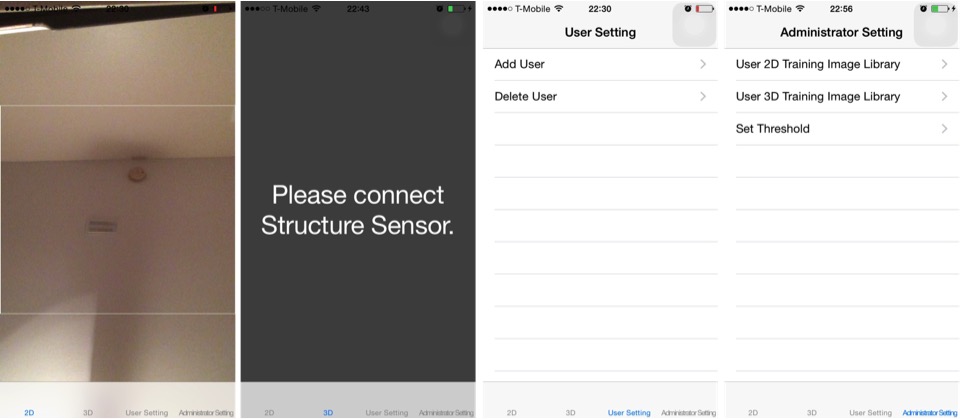 T-Mobile
2D
3D
User Setting
Administrator Setting
T-Mobile
22:43
Please connect
Structure Sensor.
2D
3D
User Setting
Administrator Setting
T-Mobile
22:30
User Setting
Add User
Delete User
2D
3D
User Setting
Administrator Setting
T-Mobile
22:56
Administrator Setting
User 2D Training Image Library
User 3D Training Image Library
Set Threshold
2D
3D
User Setting
Administrator Setting